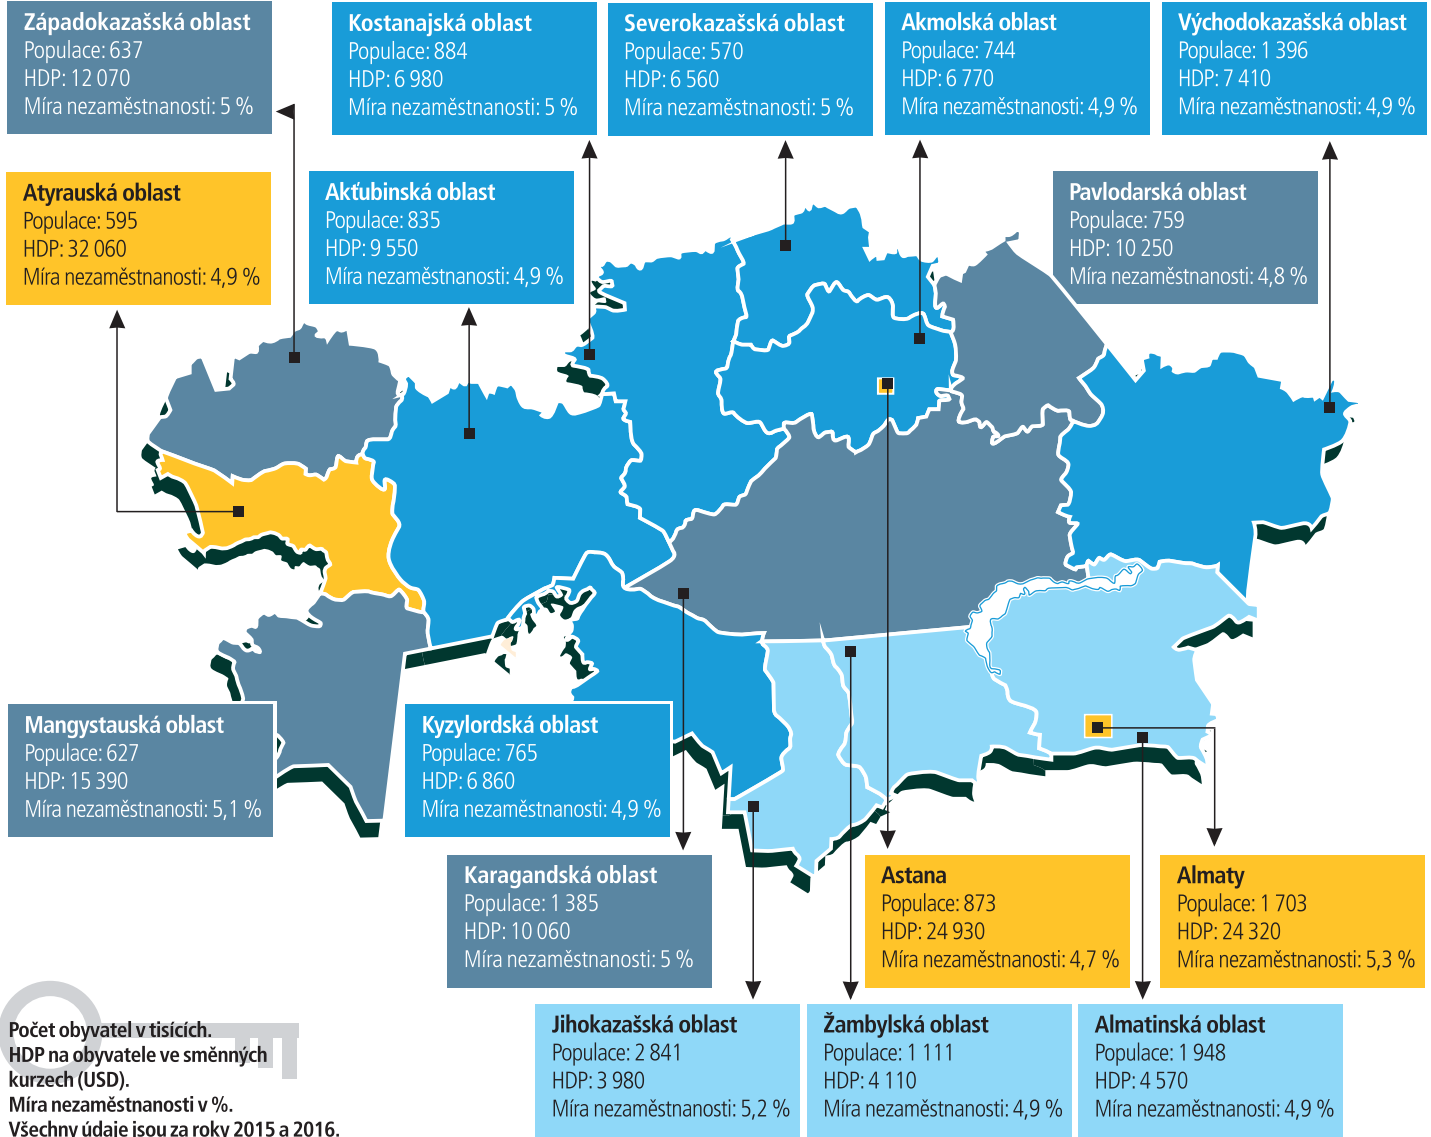 Západokazašská oblast
Populace: 637
HDP: 12 070
Míra nezaměstnanosti: 5 %
Kostanajská oblast
Populace: 884
HDP: 6 980
Míra nezaměstnanosti: 5 %
Severokazašská oblast
Populace: 570
HDP: 6 560
Míra nezaměstnanosti: 5 %
Akmolská oblast
Populace: 744
HDP: 6 770
Míra nezaměstnanosti: 4,9 %
Východokazašská oblast
Populace: 1 396
HDP: 7 410
Míra nezaměstnanosti: 4,9 %
Atyrauská oblast
Populace: 595
HDP: 32 060
Míra nezaměstnanosti: 4,9 %
Akťubinská oblast
Populace: 835
HDP: 9 550
Míra nezaměstnanosti: 4,9 %
Pavlodarská oblast
Populace: 759
HDP: 10 250
Míra nezaměstnanosti: 4,8 %
Mangystauská oblast
Populace: 627
HDP: 15 390
Míra nezaměstnanosti: 5,1 %
Kyzylordská oblast
Populace: 765
HDP: 6 860
Míra nezaměstnanosti: 4,9 %
Karagandská oblast
Populace: 1 385
HDP: 10 060
Míra nezaměstnanosti: 5 %
Astana
Populace: 873
HDP: 24 930
Míra nezaměstnanosti: 4,7 %
Almaty
Populace: 1 703
HDP: 24 320
Míra nezaměstnanosti: 5,3 %
Jihokazašská oblast
Populace: 2 841
HDP: 3 980
Míra nezaměstnanosti: 5,2 %
Žambylská oblast
Populace: 1 111
HDP: 4 110
Míra nezaměstnanosti: 4,9 %
Almatinská oblast
Populace: 1 948
HDP: 4 570
Míra nezaměstnanosti: 4,9 %
Počet obyvatel v tisících.
HDP na obyvatele ve směnných
kurzech (USD).
Míra nezaměstnanosti v %.
Všechny údaje jsou za roky 2015 a 2016.